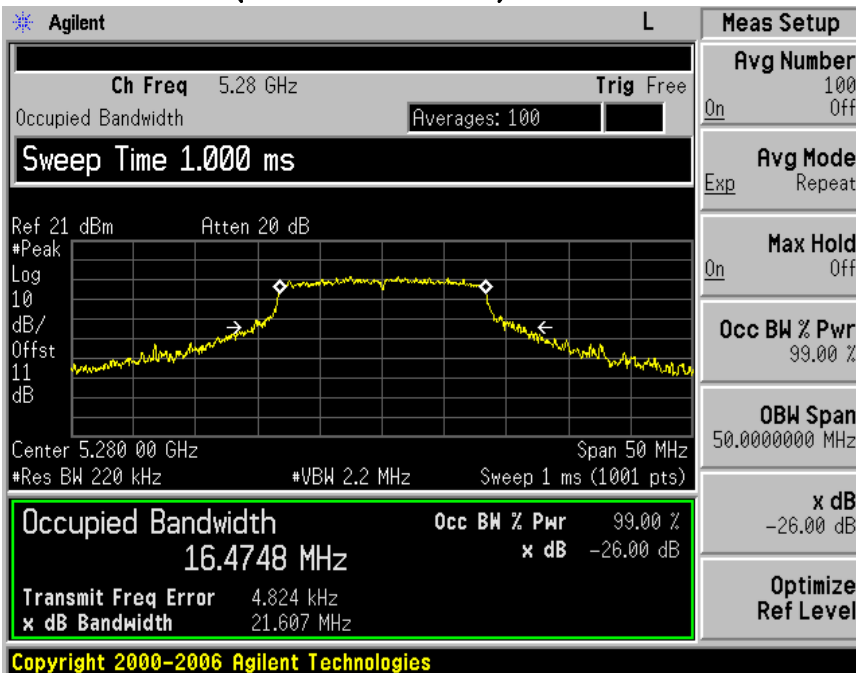 Agilent L Meas Setup
Ch Freq 5.28 GHz Trig Free
Occupied Bandwidth Averages: 100
Sweep Time 1.000 ms
Ref 21 dBm Atten 20 dB
#Peak
Log
10
dB/
Offst
11
dB
Center 5.280 00 GHz Span 50 MHz
#Res BW 220 kHz #VBW 2.2 MHz Sweep 1 ms (1001 pts)
Occupied Bandwidth Occ BW % Pwr 99.00 %
16.4748 MHz x dB -26.00 dB
Transmit Freq Error 4.824 kHz
x dB Bandwidth 21.607 MHz
Avg Number
100
On Off
Avg Mode
Exp Repeat
Max Hold
On Off
Occ BW % Pwr
99.00 %
OBW Span
50.0000000 MHz
x dB
-26.00 dB
Optimize
Ref Level
Copyright 2000-2006 Agilent Technologies